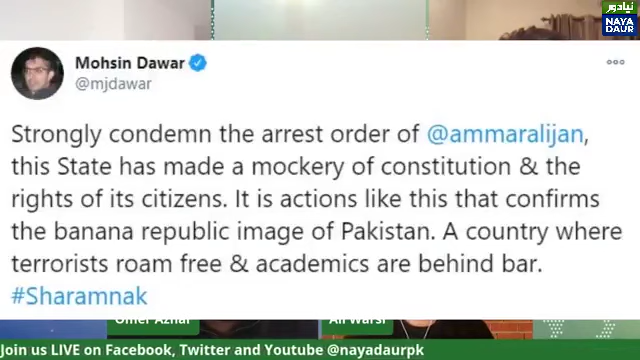 نیادور
NAYA
DAUR
Mohsin Dawar
@mjdawar
Strongly condemn the arrest order of @ammaralijan,
this State has made a mockery of constitution & the
rights of its citizens. It is actions like this that confirms
the banana republic image of Pakistan. A country where
terrorists roam free & academics are behind bar.
#Sharamnak
Omer Azhar
Ali Warsi
Join us LIVE on Facebook, Twitter and Youtube @nayadaurpk